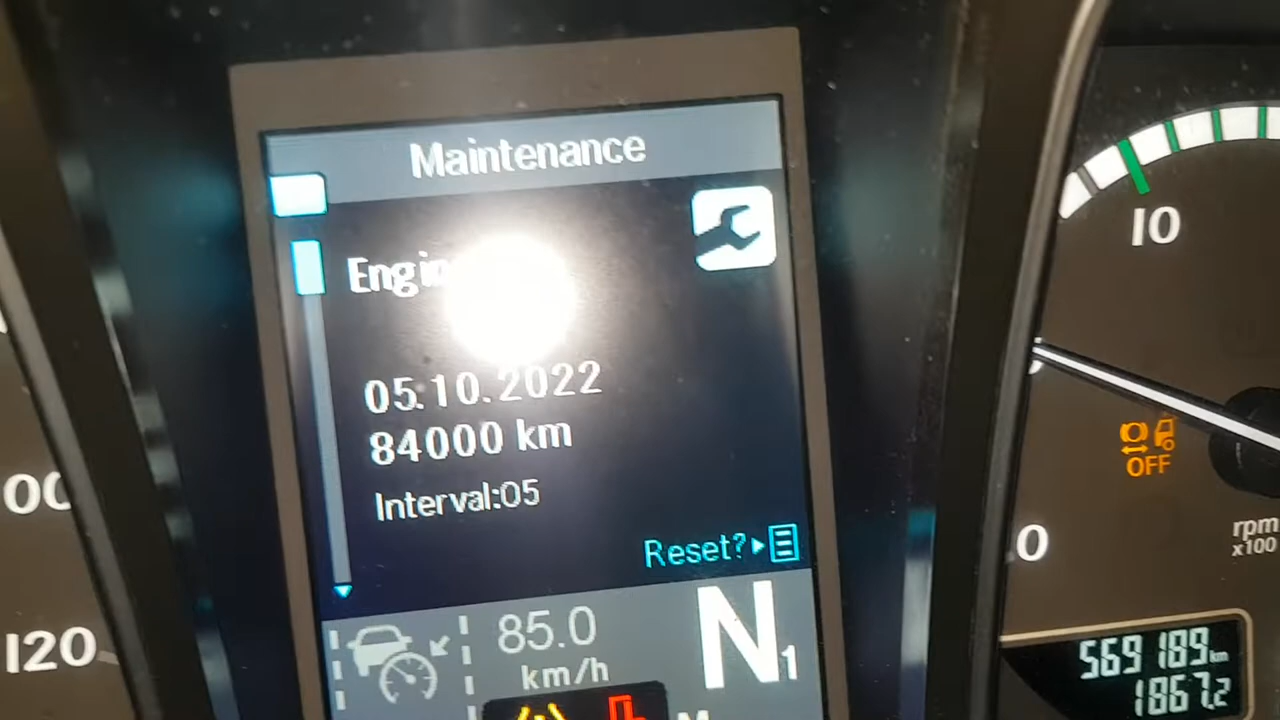 Maintenance
05.10.2022
84000 km
Interval:05
Reset?
85.0
km/h
N1
10
OFF
0
rpm
x100
569 189 km
1867,2
120